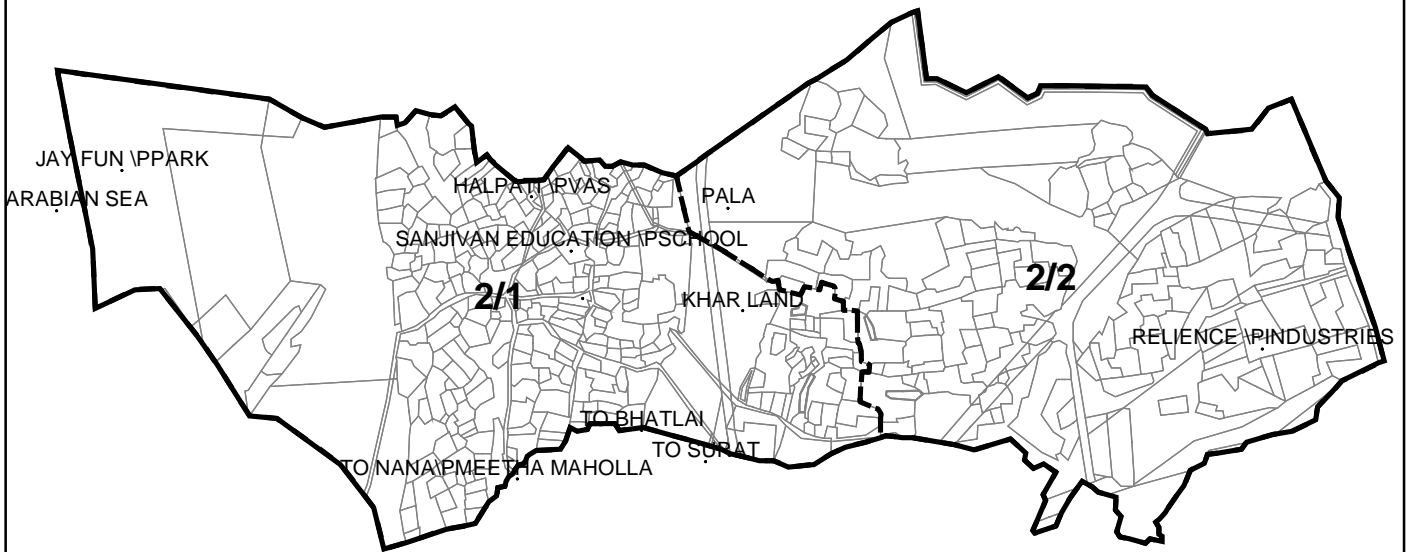 JAY FUN \PPARK
HALPATI \PVAS
PALA
ARABIAN SEA
SANJIVAN EDUCATION \PSCHOOL
2/2
2/1
KHAR LAND
RELIENCE \PINDUSTRIES
TO BHATLAI
TO SURAT
TO NANA\PMEETHA MAHOLLA